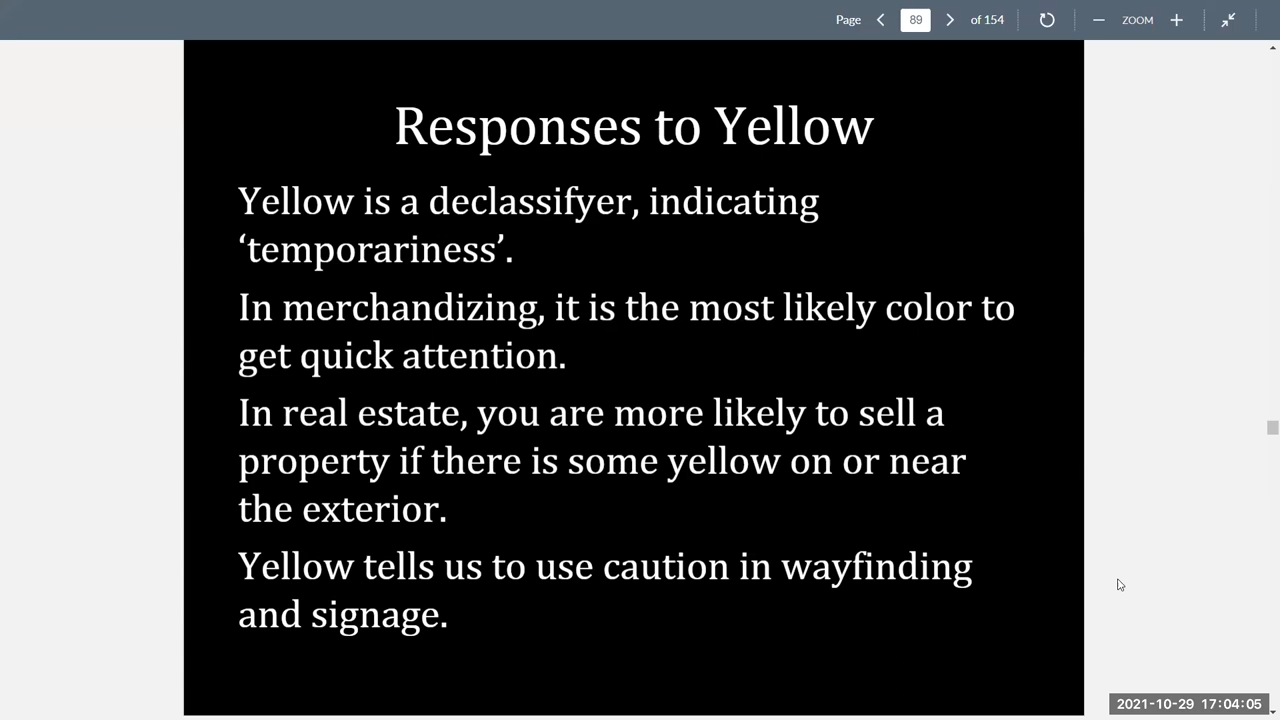 Page 89 of 154 ZOOM
Responses to Yellow
Yellow is a declassifyer, indicating
‘temporariness’.
In merchandizing, it is the most likely color to
get quick attention.
In real estate, you are more likely to sell a
property if there is some yellow on or near
the exterior.
Yellow tells us to use caution in wayfinding
and signage.
2021-10-29 17:04:05